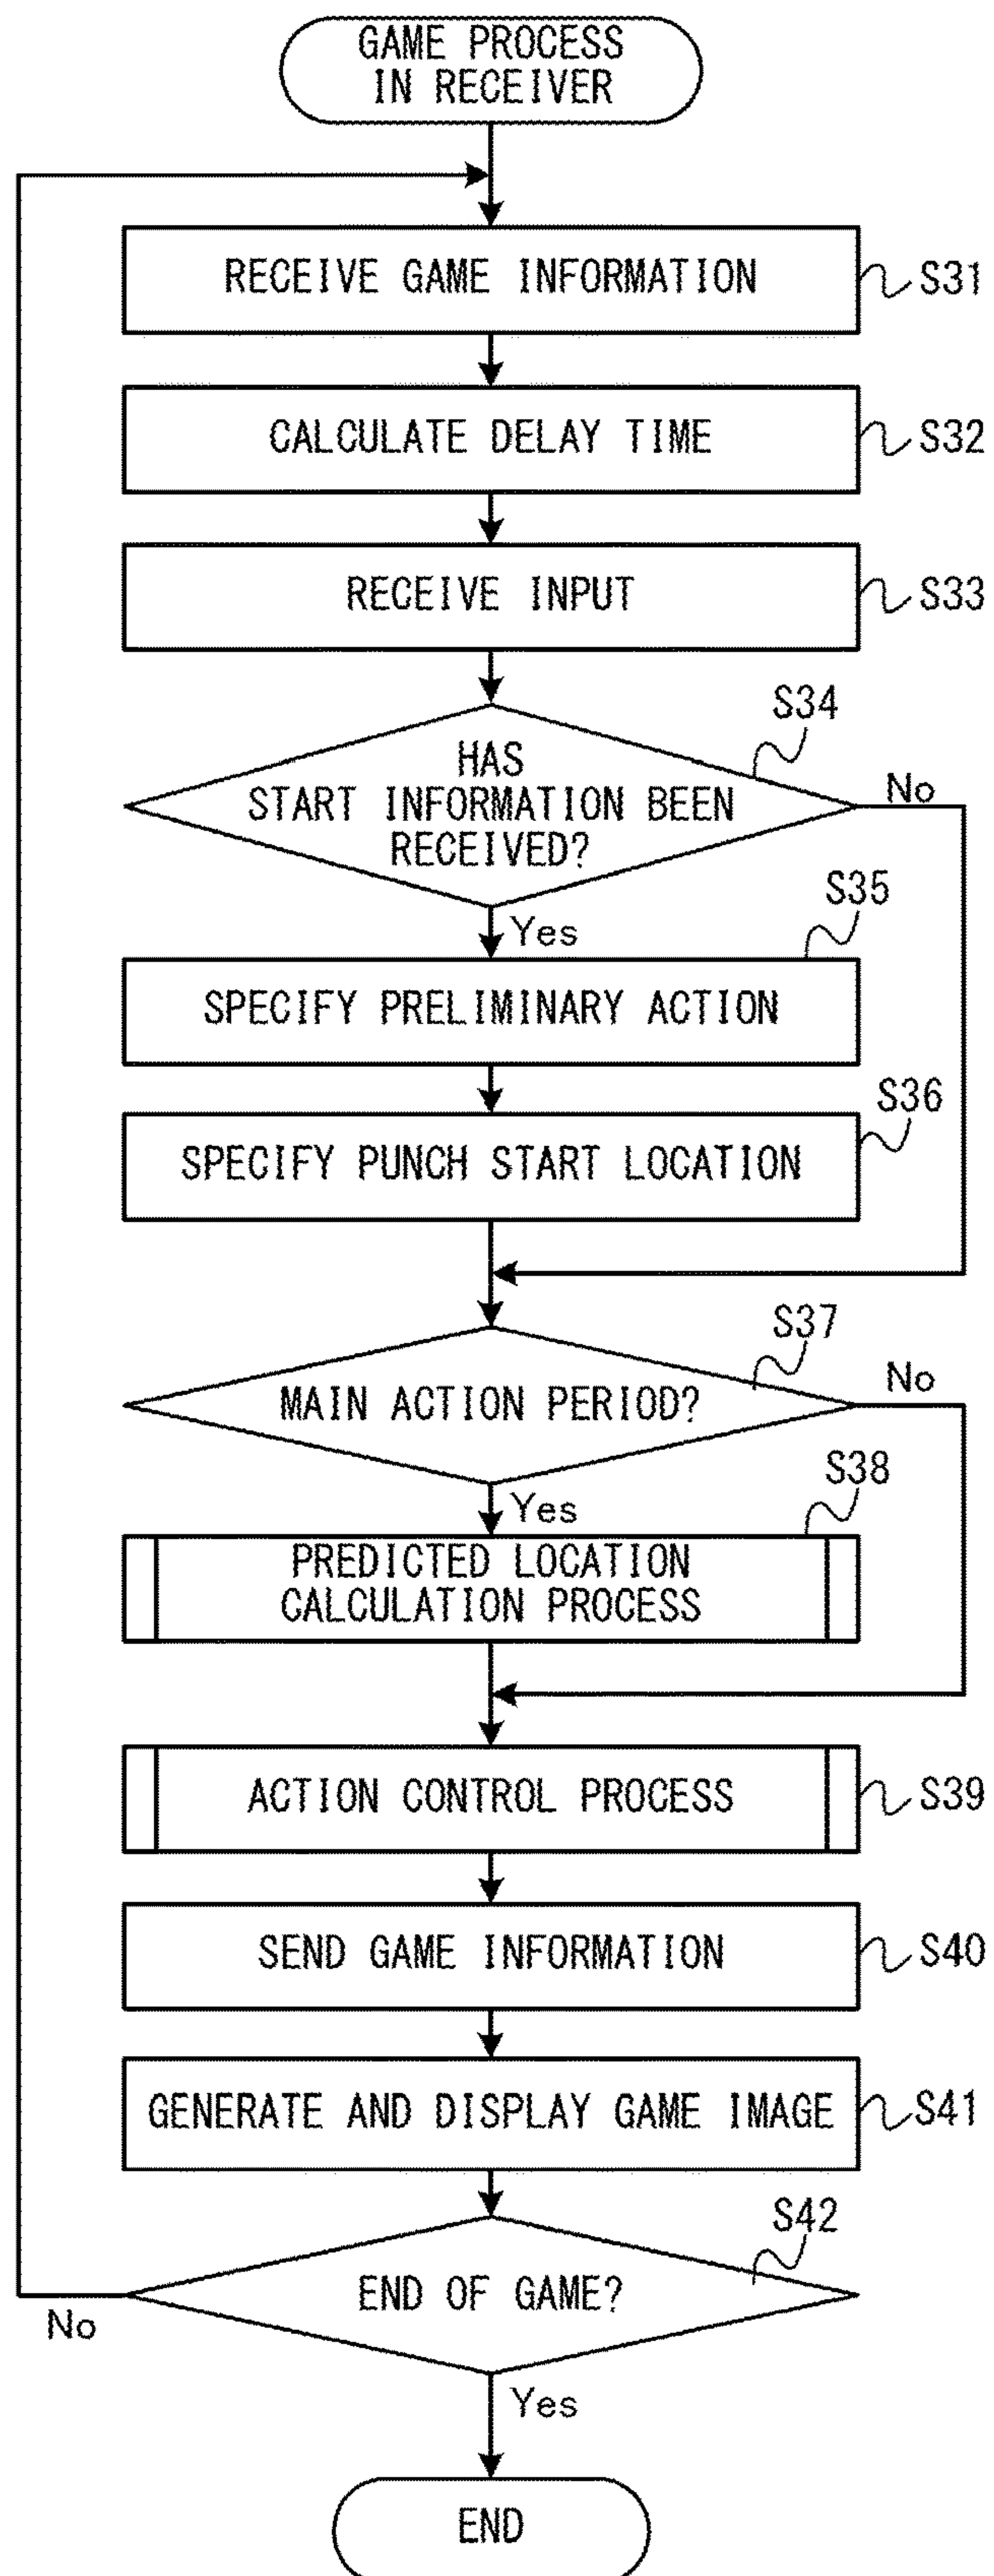 GAME PROCESS
IN RECEIVER
RECEIVE GAME INFORMATION
S31
CALCULATE DELAY TIME
S32
RECEIVE INPUT
S33
S34
HAS
START INFORMATION BEEN
RECEIVED?
No
Yes
S35
SPECIFY PRELIMINARY ACTION
S36
SPECIFY PUNCH START LOCATION
S37
MAIN ACTION PERIOD?
No
Yes
S38
PREDICTED LOCATION
CALCULATION PROCESS
ACTION CONTROL PROCESS
S39
SEND GAME INFORMATION
S40
GENERATE AND DISPLAY GAME IMAGE
S41
S42
END OF GAME?
No
Yes
END